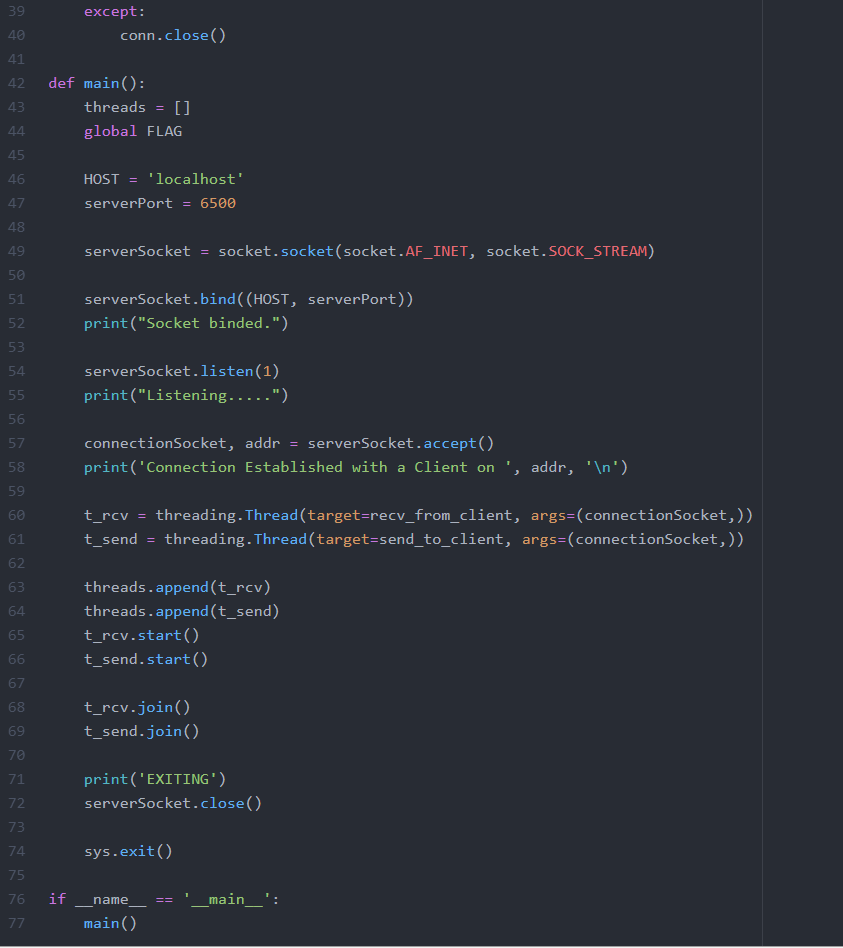 39 except:
40 conn.close()
41
42 def main():
43 threads = []
44 global FLAG
45
46 HOST = 'localhost'
47 serverPort = 6500
48
49 serverSocket = socket.socket(socket.AF_INET, socket.SOCK_STREAM)
50
51 serverSocket.bind((HOST, serverPort))
52 print("Socket binded.")
53
54 serverSocket.listen(1)
55 print("Listening.....")
56
57 connectionSocket, addr = serverSocket.accept()
58 print('Connection Established with a Client on ', addr, '\n')
59
60 t_rcv = threading.Thread(target=recv_from_client, args=(connectionSocket,))
61 t_send = threading.Thread(target=send_to_client, args=(connectionSocket,))
62
63 threads.append(t_rcv)
64 threads.append(t_send)
65 t_rcv.start()
66 t_send.start()
67
68 t_rcv.join()
69 t_send.join()
70
71 print('EXITING')
72 serverSocket.close()
73
74 sys.exit()
75
76 if __name__ == '__main__':
77 main()